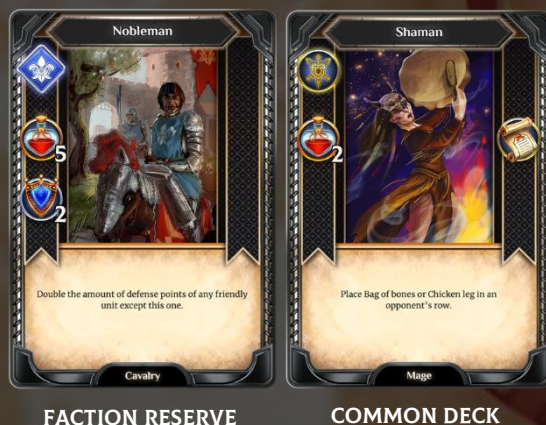 Nobleman
5
2
Double the amount of defense points of any friendly
unit except this one.
Cavalry
FACTION RESERVE
Shaman
2
Place Bag of bones or Chicken leg in an
opponent's row.
Mage
COMMON DECK